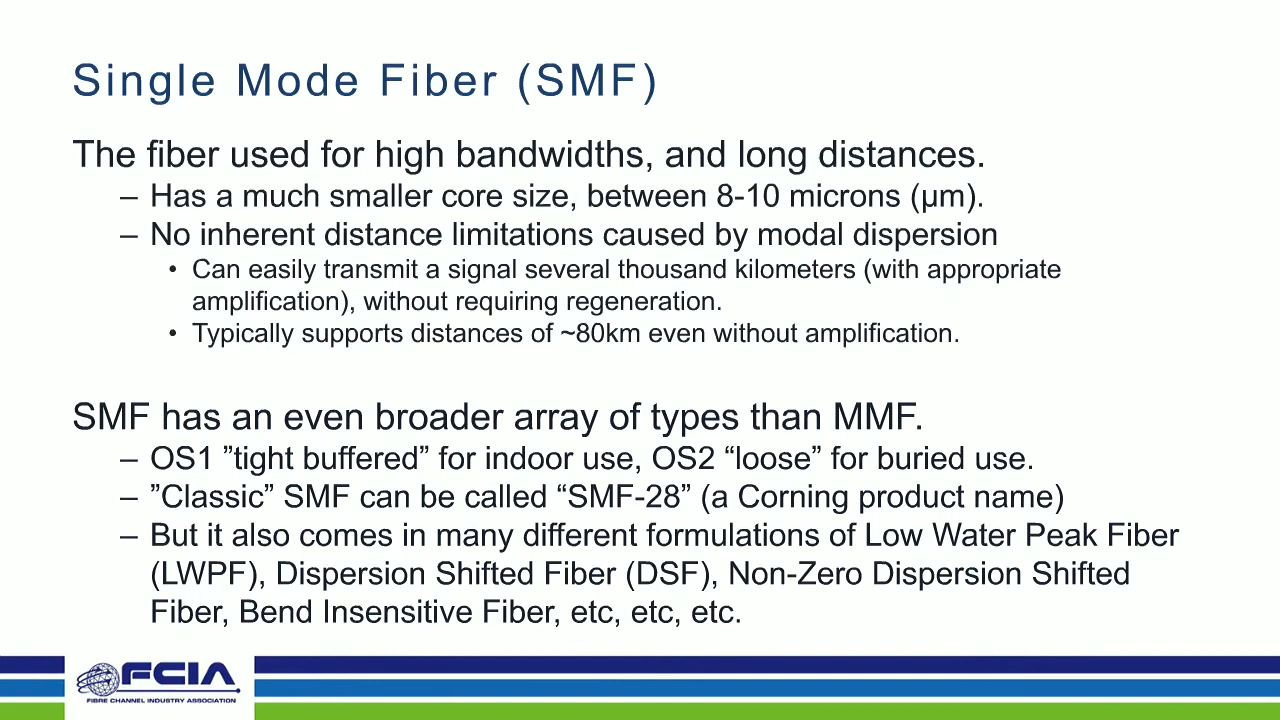 Single Mode Fiber (SMF)
The fiber used for high bandwidths, and long distances.
– Has a much smaller core size, between 8-10 microns (μm).
– No inherent distance limitations caused by modal dispersion
• Can easily transmit a signal several thousand kilometers (with appropriate
amplification), without requiring regeneration.
• Typically supports distances of ~80km even without amplification.
SMF has an even broader array of types than MMF.
– OS1 ”tight buffered” for indoor use, OS2 “loose” for buried use.
– ”Classic” SMF can be called “SMF-28” (a Corning product name)
– But it also comes in many different formulations of Low Water Peak Fiber
(LWPF), Dispersion Shifted Fiber (DSF), Non-Zero Dispersion Shifted
Fiber, Bend Insensitive Fiber, etc, etc, etc.
FCIA
FIBRE CHANNEL INDUSTRY ASSOCIATION